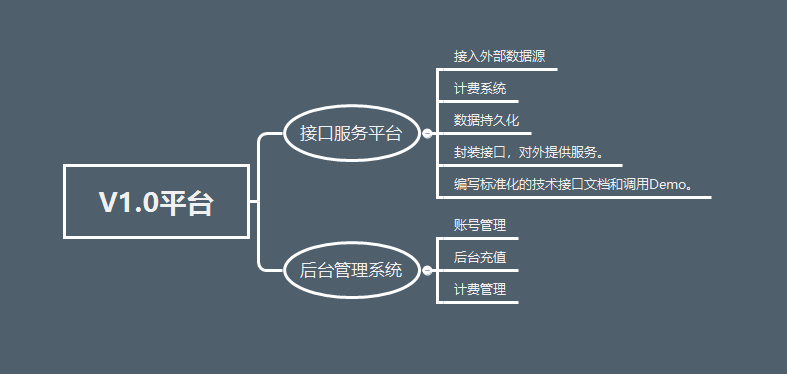 V1.0平台
接口服务平台
接入外部数据源
计费系统
数据持久化
封装接口，对外提供服务。
编写标准化的技术接口文档和调用Demo。
后台管理系统
账号管理
后台充值
计费管理